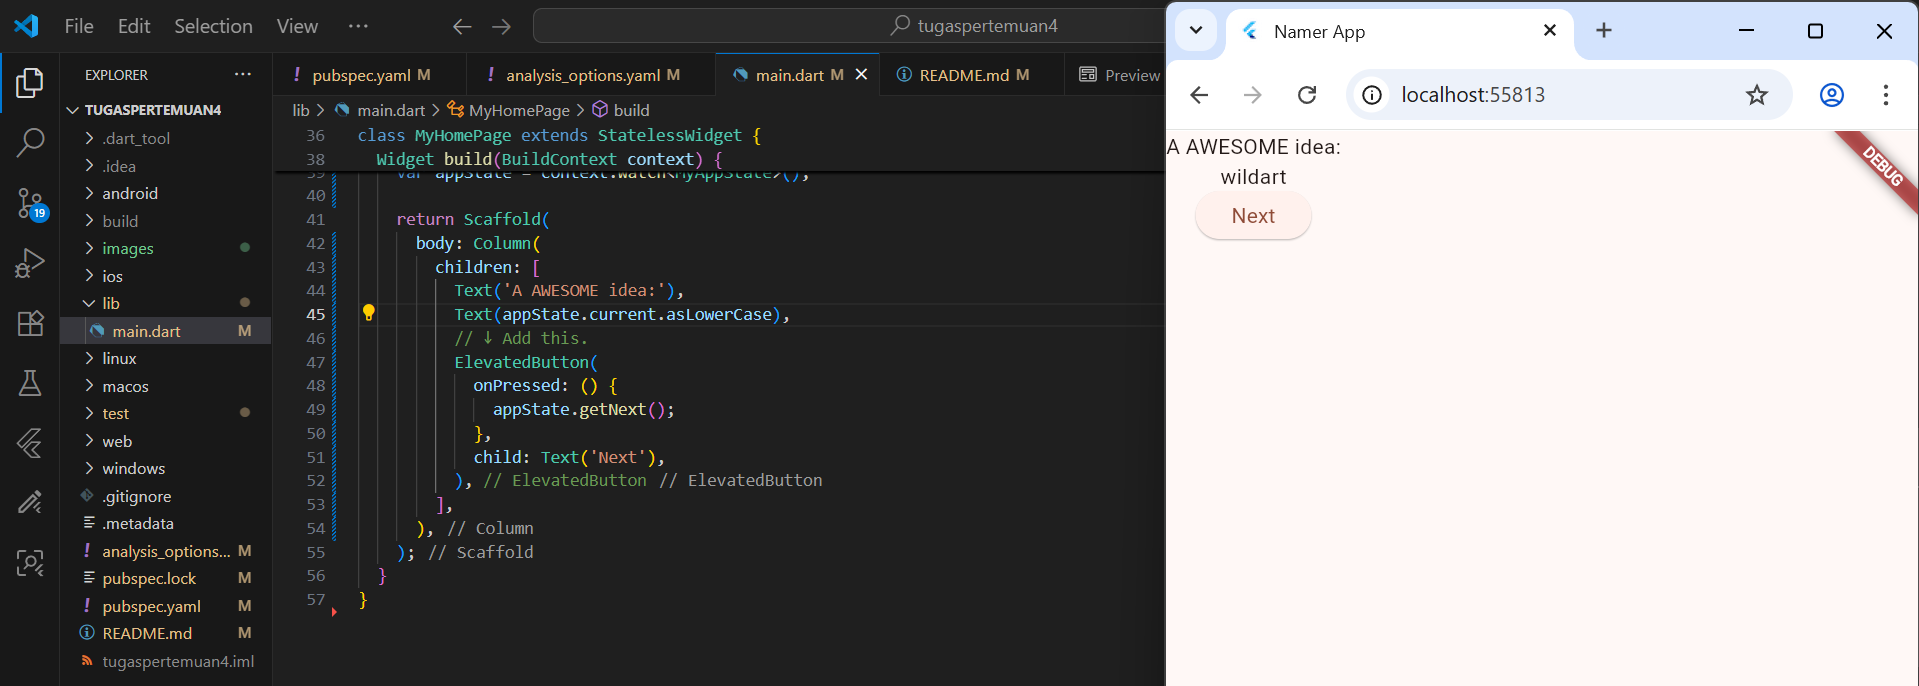 File Edit Selection View ··· tugaspertemuan4
EXPLORER ···
TUGASPERTEMUAN4
.dart_tool
.idea
android
build
images
ios
lib
main.dart M
linux
macos
test
web
windows
.gitignore
.metadata
analysis_options... M
pubspec.lock M
pubspec.yaml M
README.md M
tugaspertemuan4.iml
19
pubspec.yaml M analysis_options.yaml M main.dart M README.md M Preview
lib > main.dart > MyHomePage > build
36 class MyHomePage extends StatelessWidget {
38 Widget build(BuildContext context) {
39 var appState = context.watch<MyAppState>();
40
41 return Scaffold(
42 body: Column(
43 children: [
44 Text('A AWESOME idea:'),
45 Text(appState.current.asLowerCase),
46 // ↓ Add this.
47 ElevatedButton(
48 onPressed: () {
49 appState.getNext();
50 },
51 child: Text('Next'),
52 ), // ElevatedButton // ElevatedButton
53 ],
54 ), // Column
55 ); // Scaffold
56 }
57 }
Namer App
localhost:55813
A AWESOME idea:
wildart
Next
DEBUG